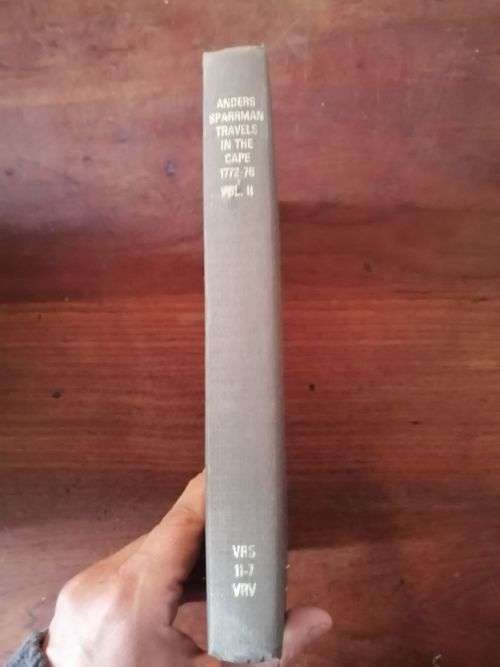 ANDERS
SPARRMAN
TRAVELS
IN THE
CAPE
1772-76
VOL. II
VRS
II-7
VRV